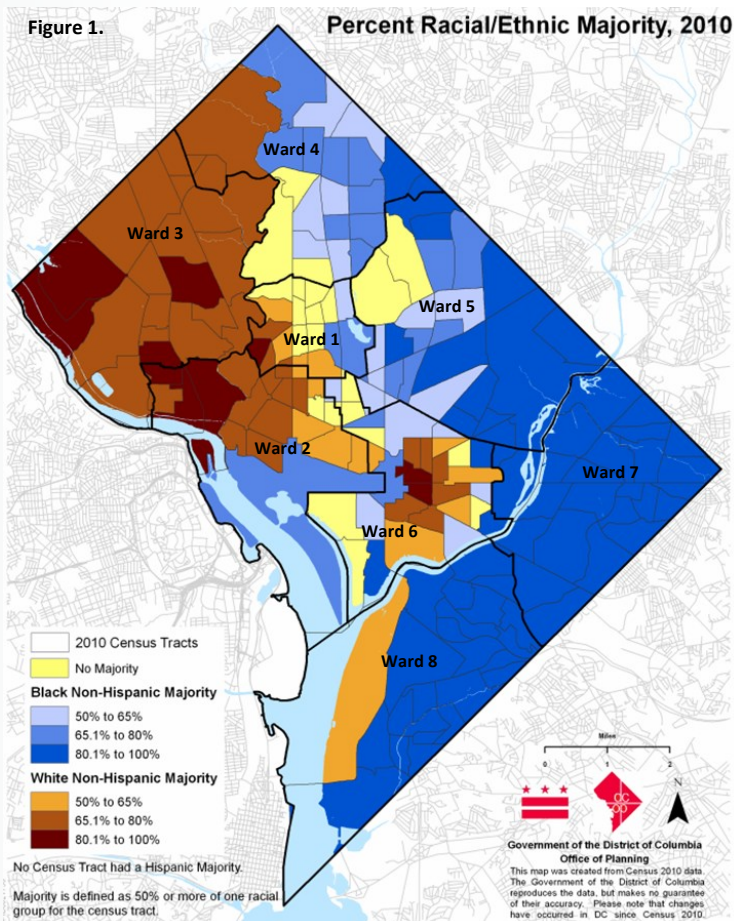 Figure 1.
Percent Racial/Ethnic Majority, 2010
Ward 4
Ward 3
Ward 5
Ward 1
Ward 2
Ward 7
Ward 6
Ward 8
2010 Census Tracts
No Majority
Black Non-Hispanic Majority
50% to 65%
65.1% to 80%
80.1% to 100%
White Non-Hispanic Majority
50% to 65%
65.1% to 80%
80.1% to 100%
No Census Tract had a Hispanic Majority.
Majority is defined as 50% or more of one racial
group for the census tract.
Miles
0 1 2
N
DC
OP
Government of the District of Columbia
Office of Planning
This map was created from Census 2010 data.
The Government of the District of Columbia
reproduces the data, but makes no guarantee
of their accuracy. Please note that changes
have occurred in DC since Census 2010.